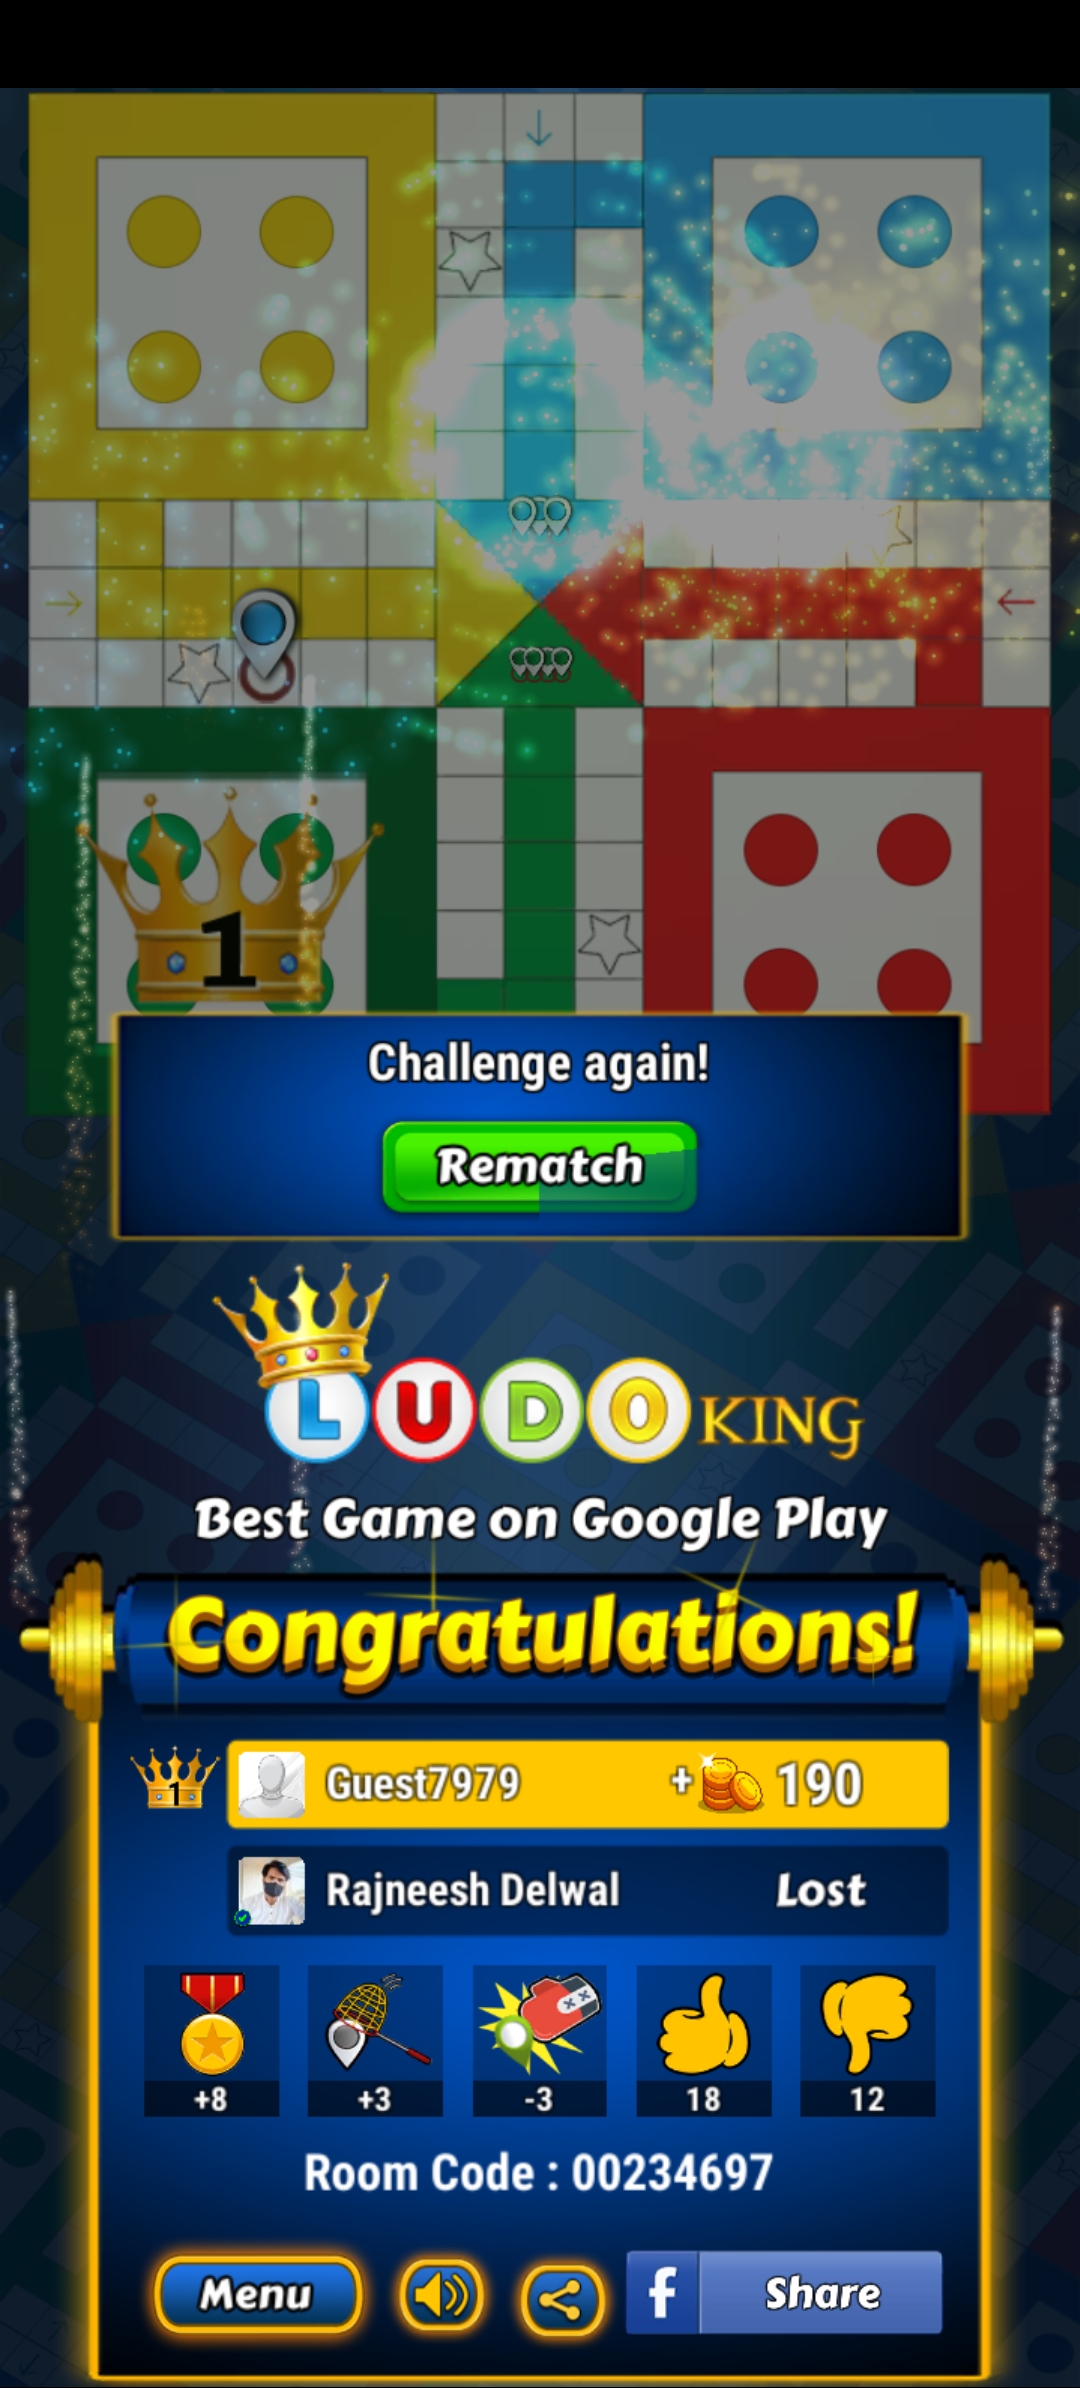 1
Challenge again!
Rematch
LUDO KING
Best Game on Google Play
Congratulations!
1 Guest7979 + 190
Rajneesh Delwal Lost
+8 +3 -3 18 12
Room Code : 00234697
Menu f Share